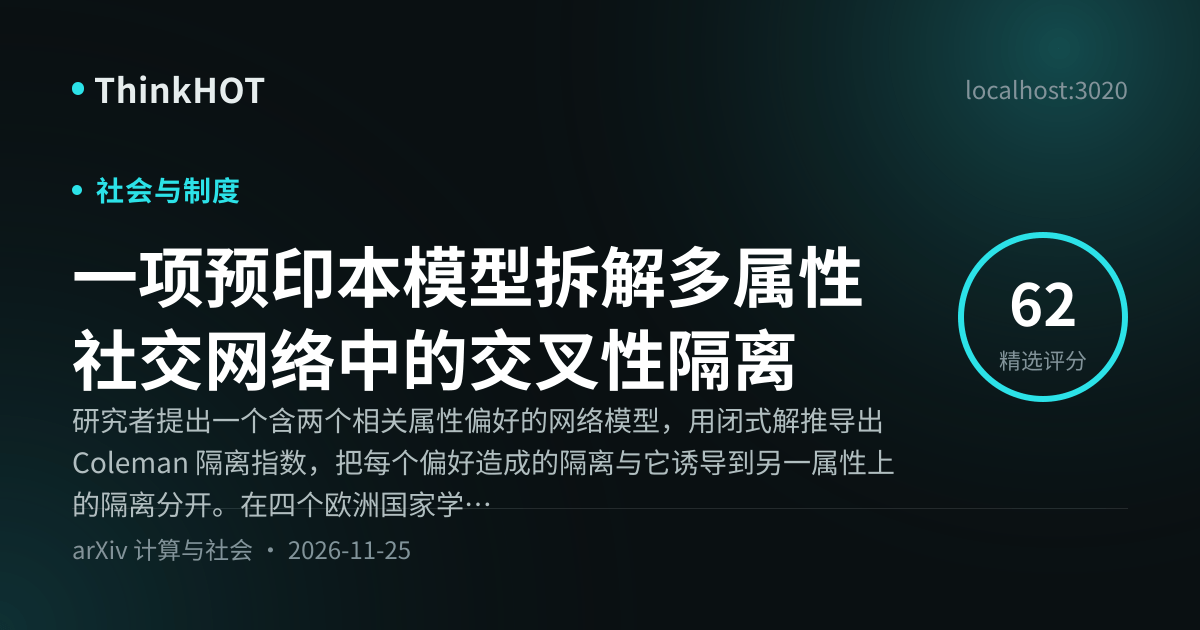 ThinkHOT
localhost:3020
社会与制度
一项预印本模型拆解多属性
社交网络中的交叉性隔离
62
精选评分
研究者提出一个含两个相关属性偏好的网络模型，用闭式解推导出
Coleman 隔离指数，把每个偏好造成的隔离与它诱导到另一属性上
的隔离分开。在四个欧洲国家学…
arXiv 计算与社会 · 2026-11-25